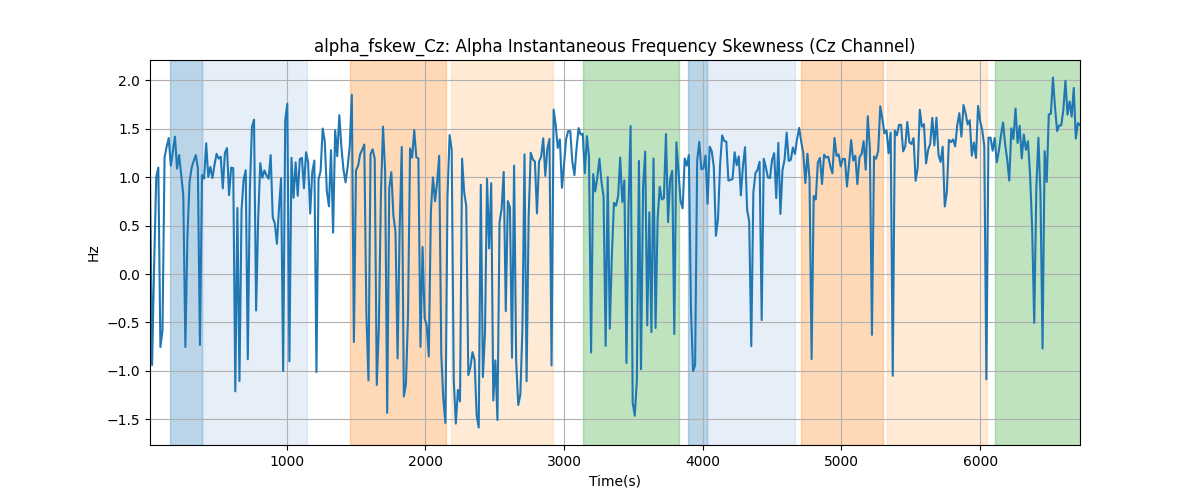 alpha_fskew_Cz: Alpha Instantaneous Frequency Skewness (Cz Channel)
2.0
1.5
1.0
0.5
0.0
−0.5
−1.0
−1.5
Hz
1000 2000 3000 4000 5000 6000
Time(s)